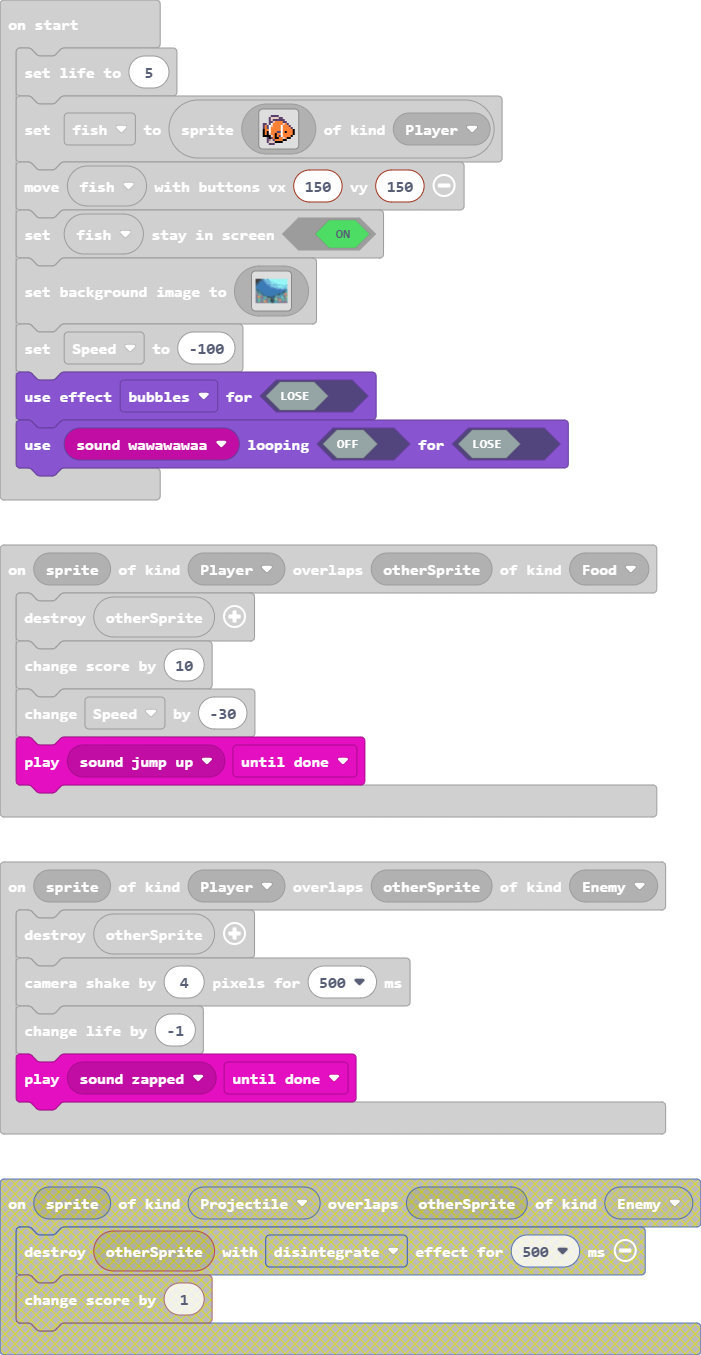 on start
set life to 5
set fish to sprite of kind Player
move fish with buttons vx 150 vy 150
set fish stay in screen ON
set background image to
set Speed to -100
use effect bubbles for LOSE
use sound wawawawaa looping OFF for LOSE
on sprite of kind Player overlaps otherSprite of kind Food
destroy otherSprite
change score by 10
change Speed by -30
play sound jump up until done
on sprite of kind Player overlaps otherSprite of kind Enemy
destroy otherSprite
camera shake by 4 pixels for 500 ms
change life by -1
play sound zapped until done
on sprite of kind Projectile overlaps otherSprite of kind Enemy
destroy otherSprite with disintegrate effect for 500 ms
change score by 1